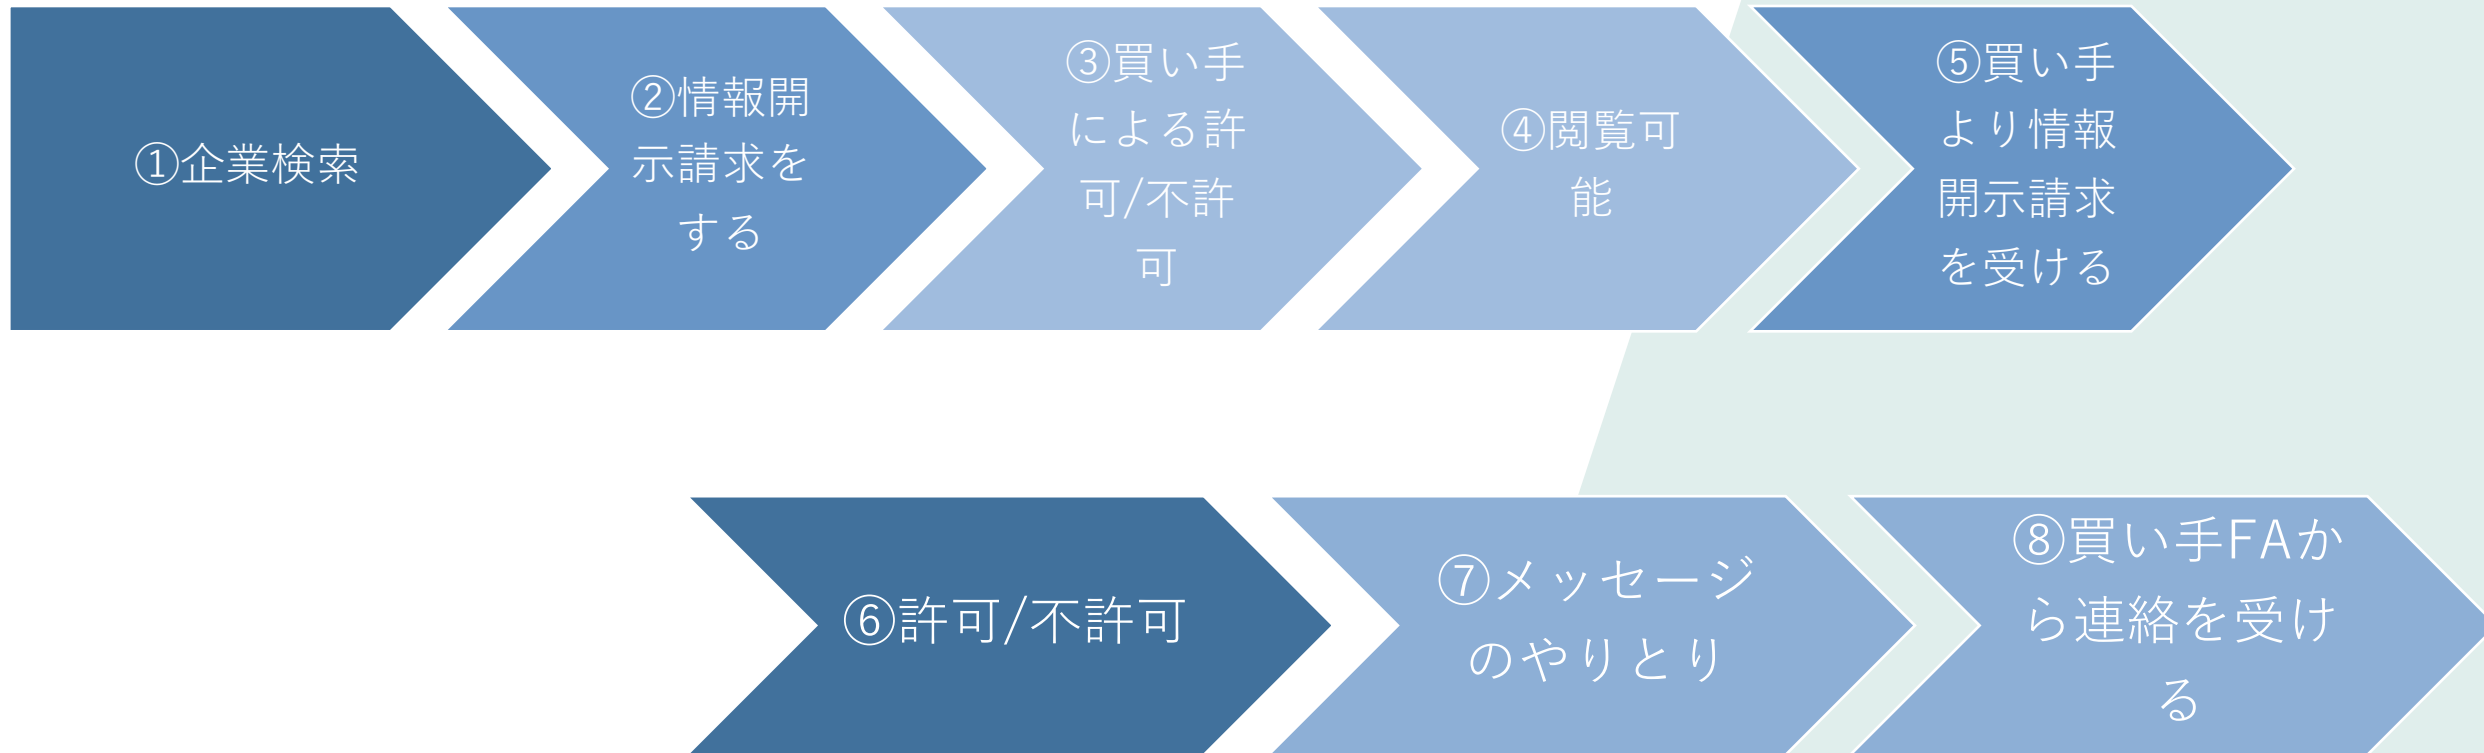 ①企業検索
②情報開
示請求を
する
③買い手
による許
可/不許
可
④閲覧可
能
⑤買い手
より情報
開示請求
を受ける
⑥許可/不許可
⑦メッセージ
のやりとり
⑧買い手FAか
ら連絡を受け
る